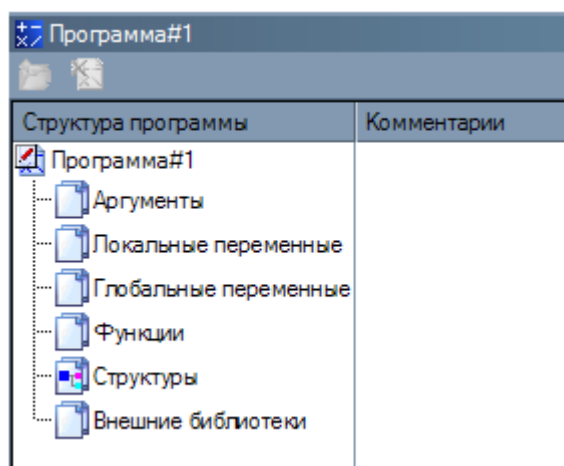 Программа#1
Структура программы Комментарии
Программа#1
Аргументы
Локальные переменные
Глобальные переменные
Функции
Структуры
Внешние библиотеки